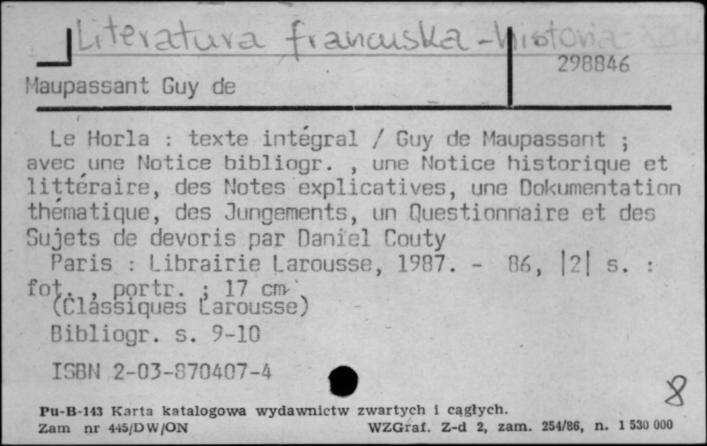 Literatura francuska - historia
298846
Maupassant Guy de
Le Horla : texte intégral / Guy de Maupassant ;
avec une Notice bibliogr. , une Notice historique et
littéraire, des Notes explicatives, une Dokumentation
thématique, des Jungements, un Questionnaire et des
Sujets de devoris par Daniel Couty
Paris : Librairie Larousse, 1987. - 86, |2| s. :
fot. , portr. ; 17 cm
(Classiques Larousse)
Bibliogr. s. 9-10
ISBN 2-03-870407-4
8
Pu-B-143 Karta katalogowa wydawnictw zwartych i ciągłych.
Zam nr 445/DW/ON WZGraf. Z-d 2, zam. 254/86, n. 1 530 000